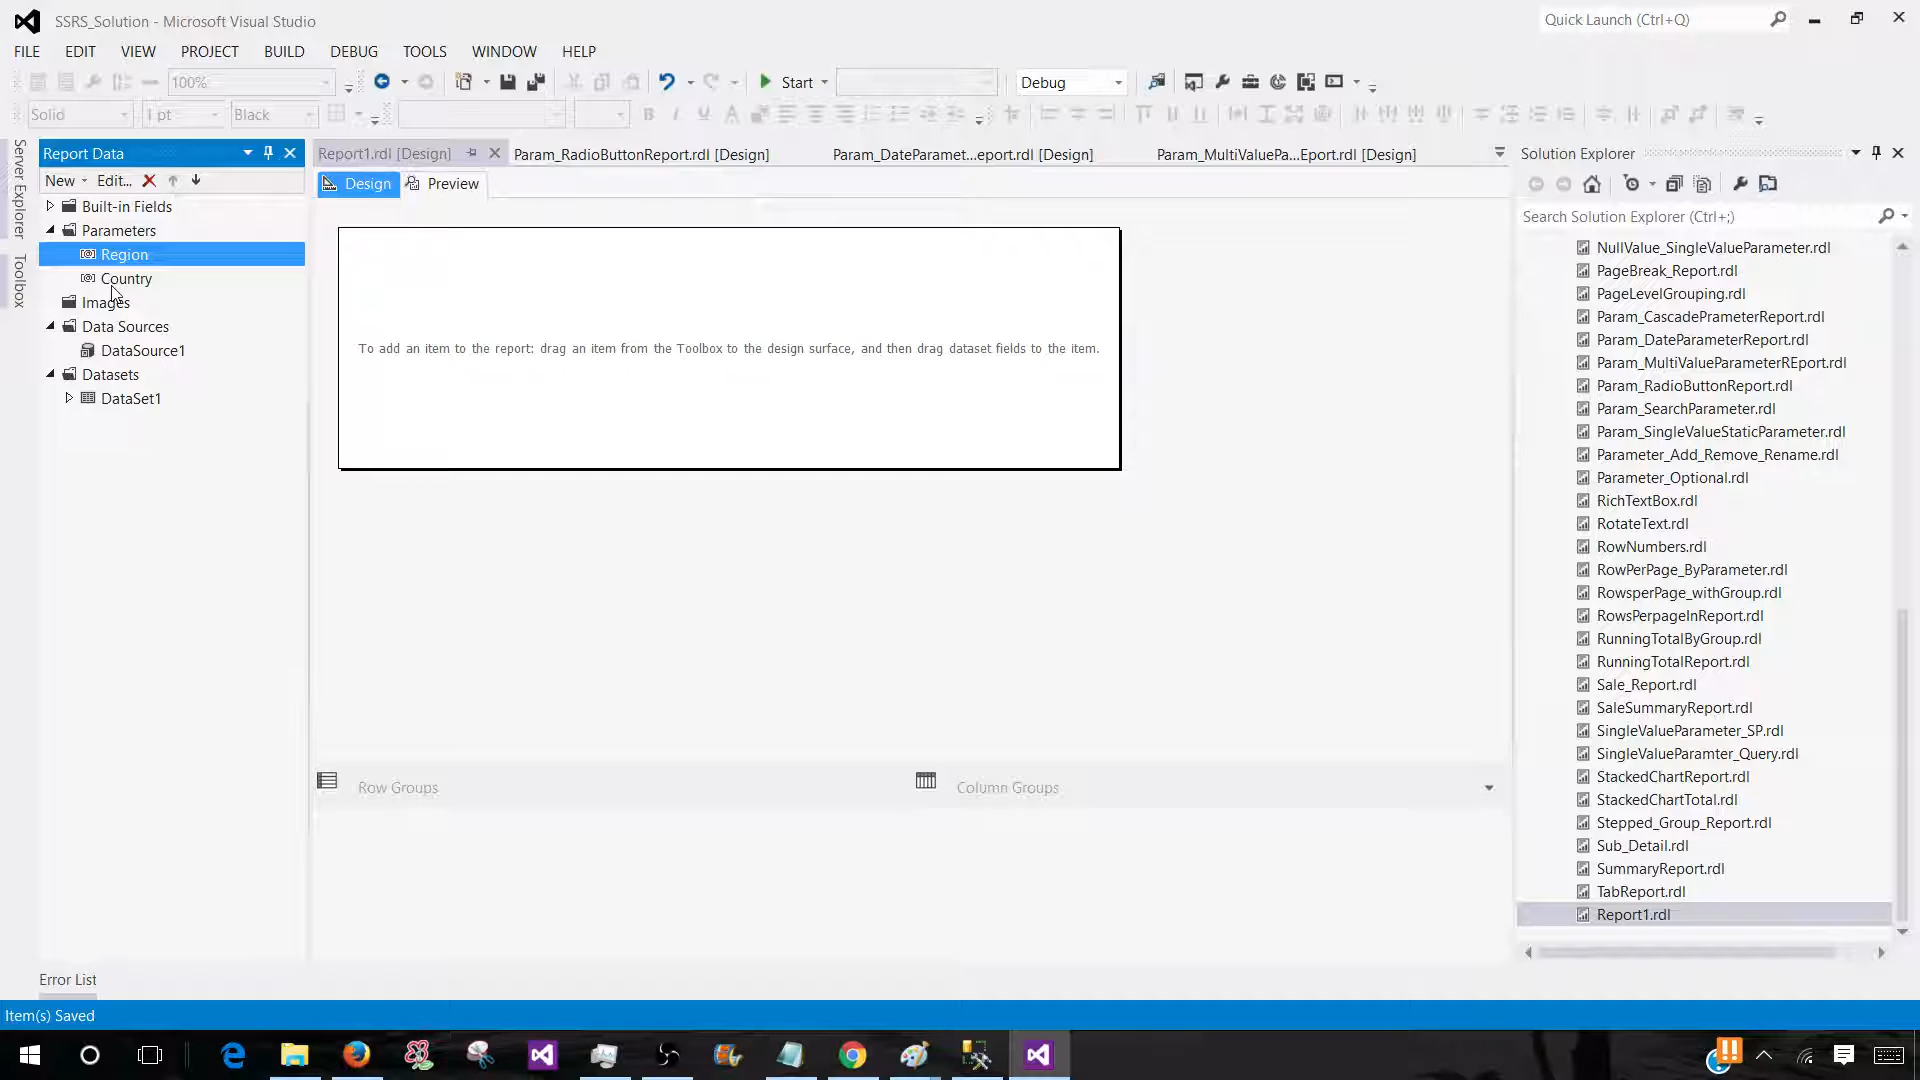 SSRS_Solution - Microsoft Visual Studio
Quick Launch (Ctrl+Q)
FILE EDIT VIEW PROJECT BUILD DEBUG TOOLS WINDOW HELP
100% Start Debug
Solid 1 pt Black
Server Explorer
Toolbox
Report Data
New Edit...
Built-in Fields
Parameters
Region
Country
Images
Data Sources
DataSource1
Datasets
DataSet1
Report1.rdl [Design] Param_RadioButtonReport.rdl [Design] Param_DateParamet...eport.rdl [Design] Param_MultiValuePa...Eport.rdl [Design]
Design Preview
To add an item to the report: drag an item from the Toolbox to the design surface, and then drag dataset fields to the item.
Row Groups Column Groups
Solution Explorer
Search Solution Explorer (Ctrl+;)
NullValue_SingleValueParameter.rdl
PageBreak_Report.rdl
PageLevelGrouping.rdl
Param_CascadePrameterReport.rdl
Param_DateParameterReport.rdl
Param_MultiValueParameterREport.rdl
Param_RadioButtonReport.rdl
Param_SearchParameter.rdl
Param_SingleValueStaticParameter.rdl
Parameter_Add_Remove_Rename.rdl
Parameter_Optional.rdl
RichTextBox.rdl
RotateText.rdl
RowNumbers.rdl
RowPerPage_ByParameter.rdl
RowsperPage_withGroup.rdl
RowsPerpageInReport.rdl
RunningTotalByGroup.rdl
RunningTotalReport.rdl
Sale_Report.rdl
SaleSummaryReport.rdl
SingleValueParameter_SP.rdl
SingleValueParamter_Query.rdl
StackedChartReport.rdl
StackedChartTotal.rdl
Stepped_Group_Report.rdl
Sub_Detail.rdl
SummaryReport.rdl
TabReport.rdl
Report1.rdl
Error List
Item(s) Saved